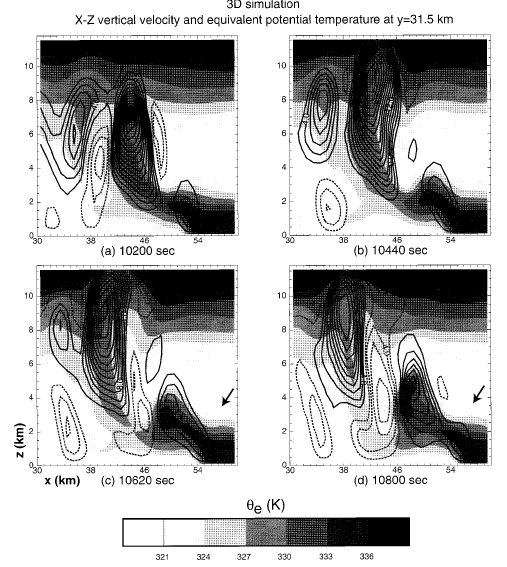 3D simulation
X-Z vertical velocity and equivalent potential temperature at y=31.5 km
10
8
6
4
2
0
30 38 46 54
(a) 10200 sec
10
8
6
4
2
0
30 38 46 54
(b) 10440 sec
z (km)
10
8
6
4
2
0
30 38 46 54
x (km) (c) 10620 sec
10
8
6
4
2
0
30 38 46 54
(d) 10800 sec
θe (K)
321 324 327 330 333 336